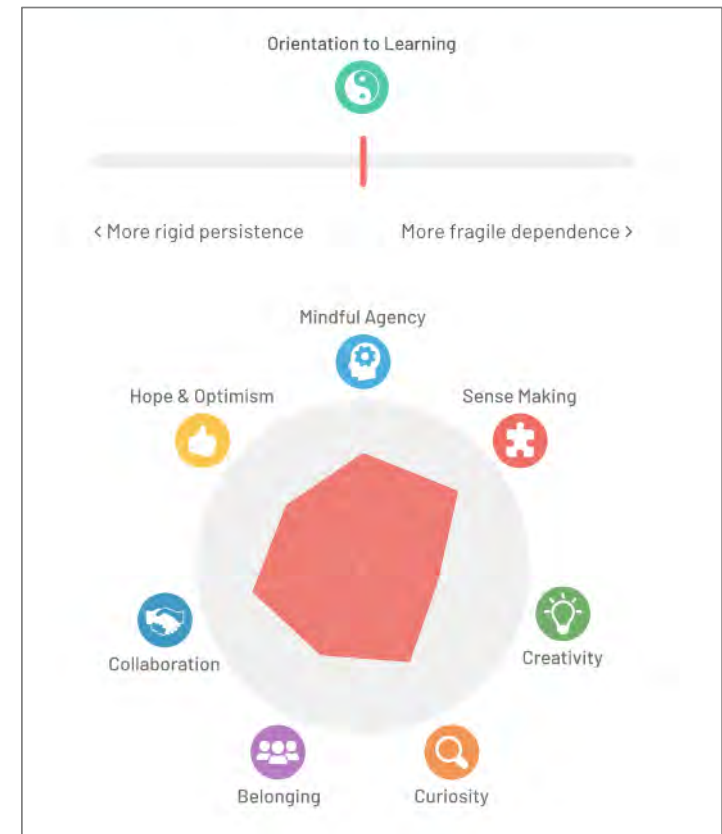 Orientation to Learning
< More rigid persistence
More fragile dependence >
Mindful Agency
Hope & Optimism
Sense Making
Collaboration
Creativity
Belonging
Curiosity